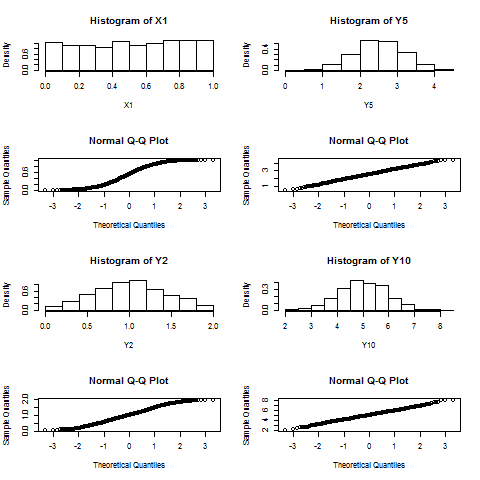 Histogram of X1
Density
0.0 0.6
0.0 0.2 0.4 0.6 0.8 1.0
X1
Histogram of Y5
Density
0.0 0.4
0 1 2 3 4
Y5
Normal Q-Q Plot
Sample Quantiles
0.0 0.6
-3 -2 -1 0 1 2 3
Theoretical Quantiles
Normal Q-Q Plot
Sample Quantiles
1 3
-3 -2 -1 0 1 2 3
Theoretical Quantiles
Histogram of Y2
Density
0.0 0.6
0.0 0.5 1.0 1.5 2.0
Y2
Histogram of Y10
Density
0.0 0.3
2 3 4 5 6 7 8
Y10
Normal Q-Q Plot
Sample Quantiles
0.0 1.0 2.0
-3 -2 -1 0 1 2 3
Theoretical Quantiles
Normal Q-Q Plot
Sample Quantiles
2 4 6 8
-3 -2 -1 0 1 2 3
Theoretical Quantiles